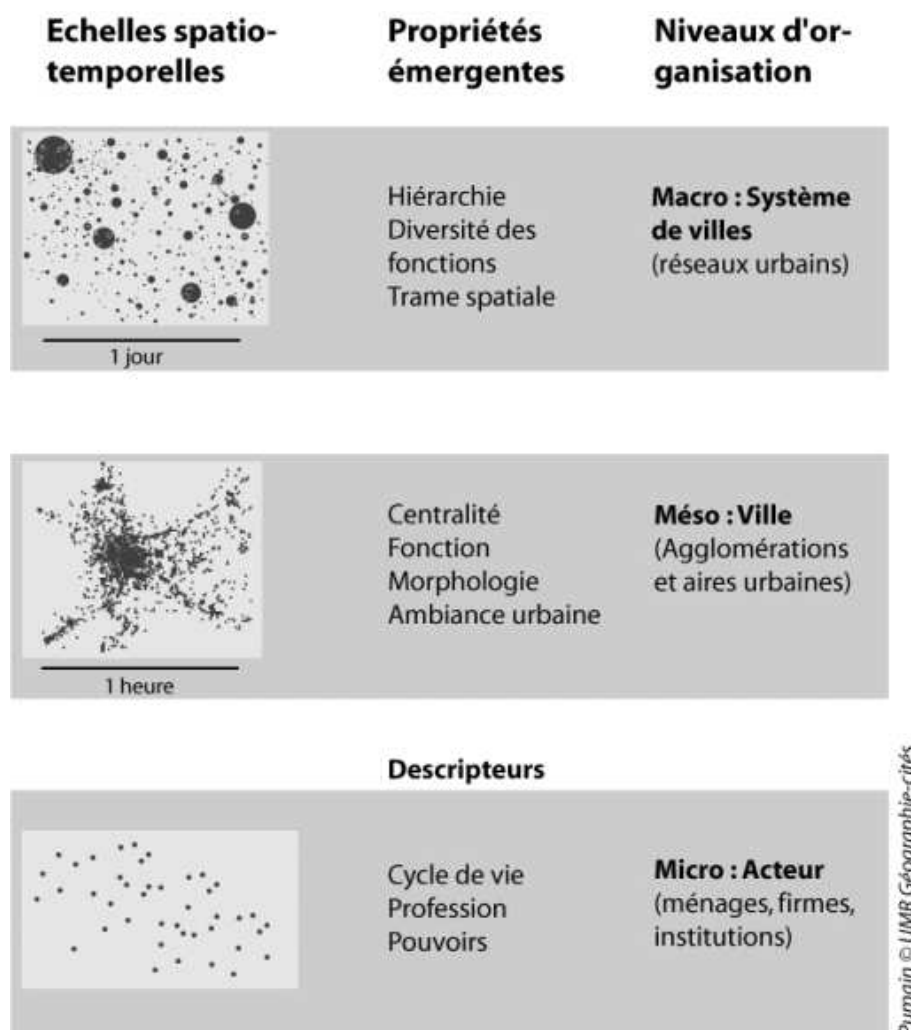 Echelles spatio-
temporelles
Propriétés
émergentes
Niveaux d'or-
ganisation
Hiérarchie
Diversité des
fonctions
Trame spatiale
Macro : Système
de villes
(réseaux urbains)
1 jour
Centralité
Fonction
Morphologie
Ambiance urbaine
Méso : Ville
(Agglomérations
et aires urbaines)
1 heure
Descripteurs
Cycle de vie
Profession
Pouvoirs
Micro : Acteur
(ménages, firmes,
institutions)
Pumain © UMR Géographie-cités